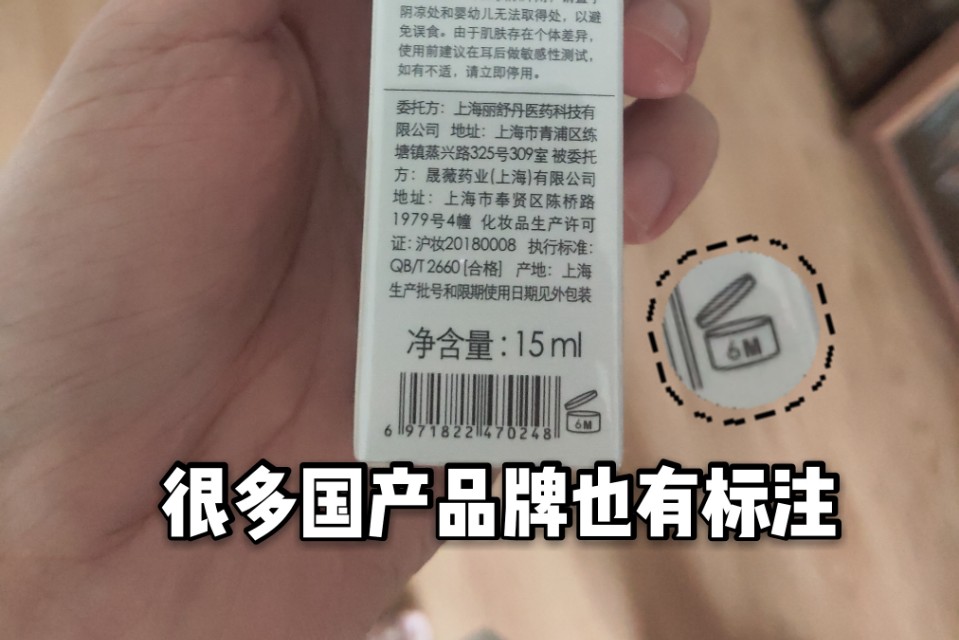 阴凉处和婴幼儿无法取得处，以避
免误食。由于肌肤存在个体差异，
使用前建议在耳后做敏感性测试，
如有不适，请立即停用。
委托方：上海丽舒丹医药科技有
限公司 地址：上海市青浦区练
塘镇蒸兴路325号309室 被委托
方：晟薇药业(上海)有限公司
地址：上海市奉贤区陈桥路
1979号4幢 化妆品生产许可
证：沪妆20180008 执行标准：
QB/T 2660 [合格] 产地：上海
生产批号和限期使用日期见外包装
净含量：15ml
6 971822 470248
6M
6M
很多国产品牌也有标注